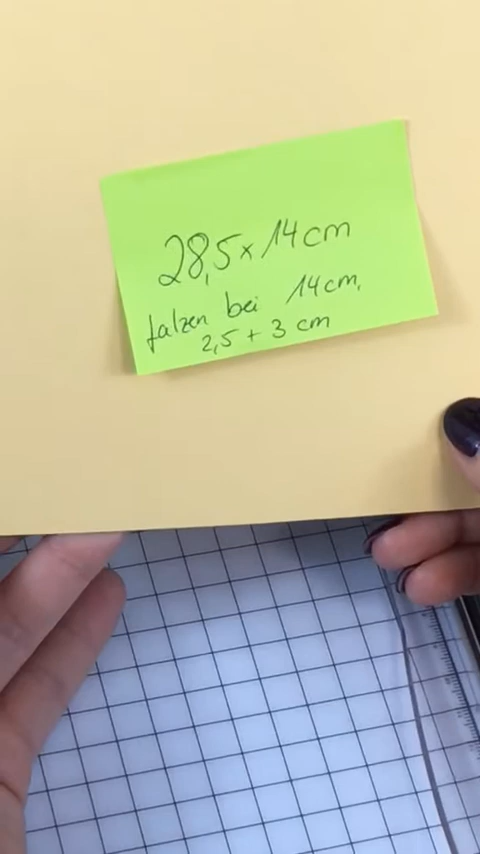 28,5 x 14 cm
falzen bei 14 cm,
2,5 + 3 cm